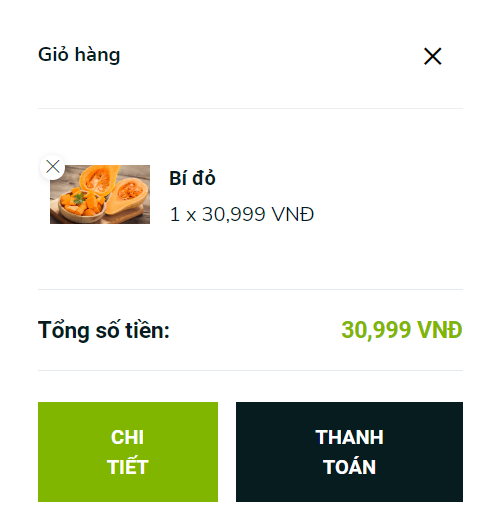 Giỏ hàng
Bí đỏ
1 x 30,999 VNĐ
Tổng số tiền: 30,999 VNĐ
CHI
TIẾT
THANH
TOÁN